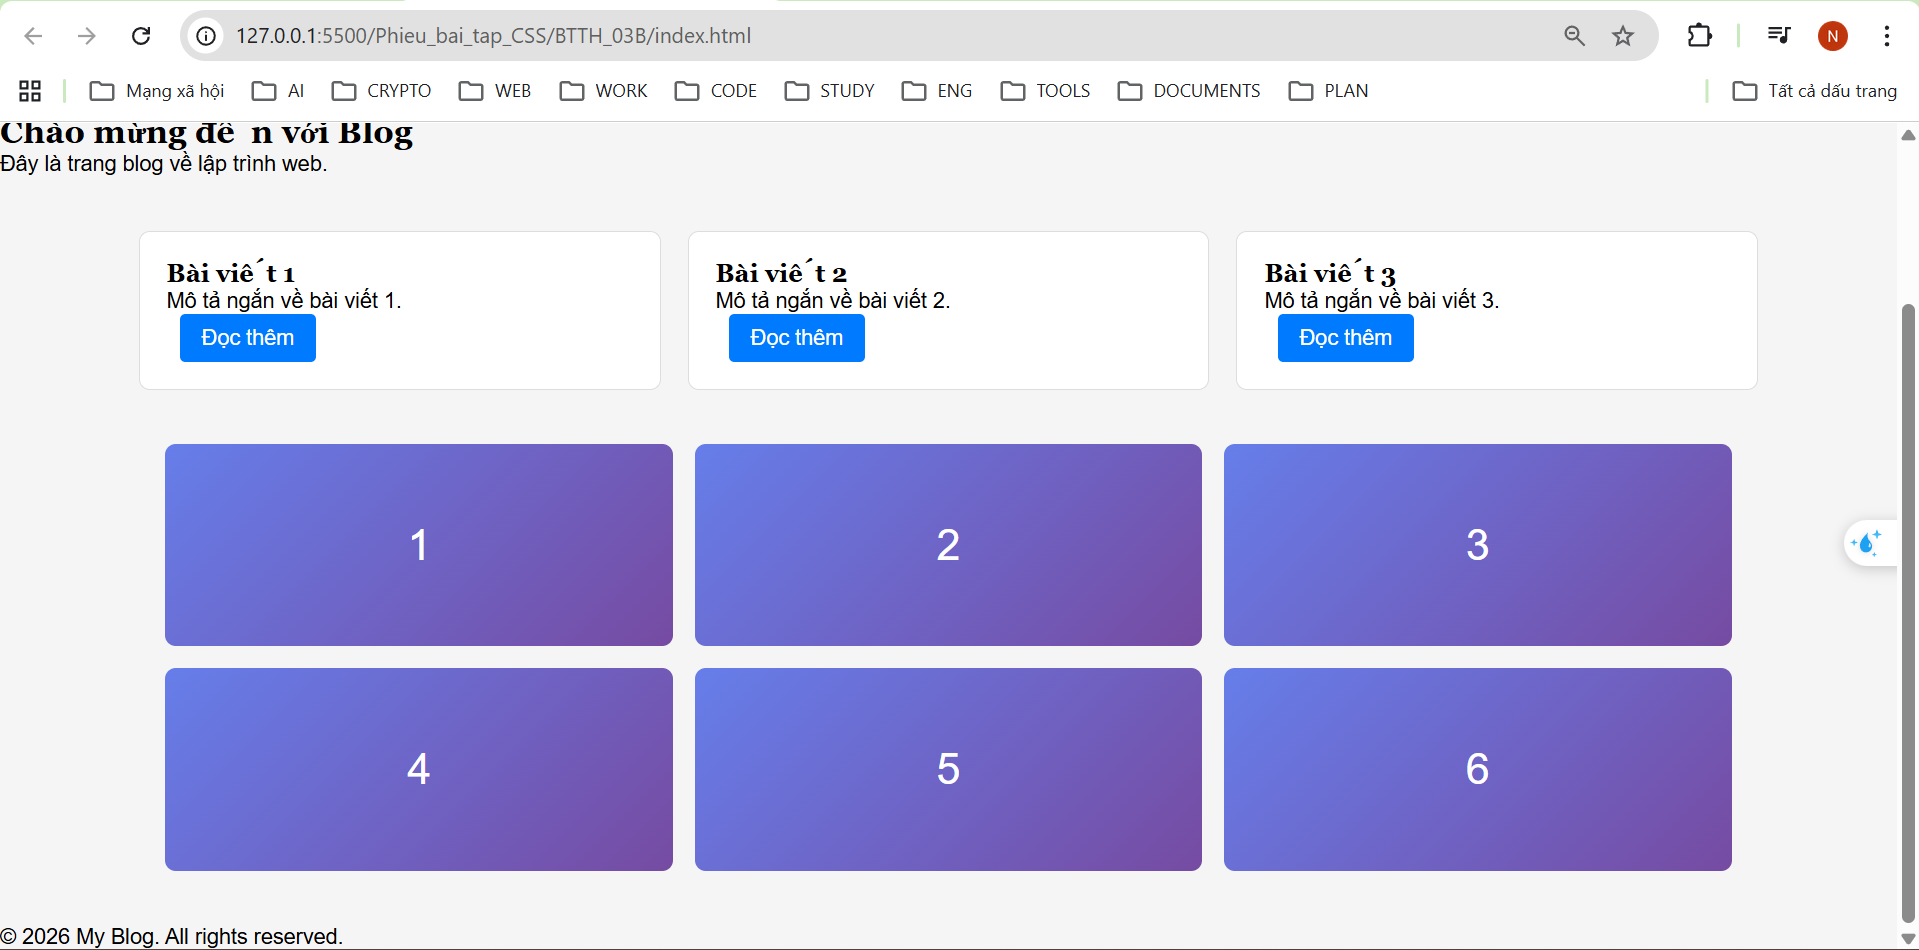 127.0.0.1:5500/Phieu_bai_tap_CSS/BTTH_03B/index.html
N
Mạng xã hội AI CRYPTO WEB WORK CODE STUDY ENG TOOLS DOCUMENTS PLAN Tất cả dấu trang
Chào mừng đến với Blog
Đây là trang blog về lập trình web.
Bài viết 1
Mô tả ngắn về bài viết 1.
Đọc thêm
Bài viết 2
Mô tả ngắn về bài viết 2.
Đọc thêm
Bài viết 3
Mô tả ngắn về bài viết 3.
Đọc thêm
1
2
3
4
5
6
© 2026 My Blog. All rights reserved.